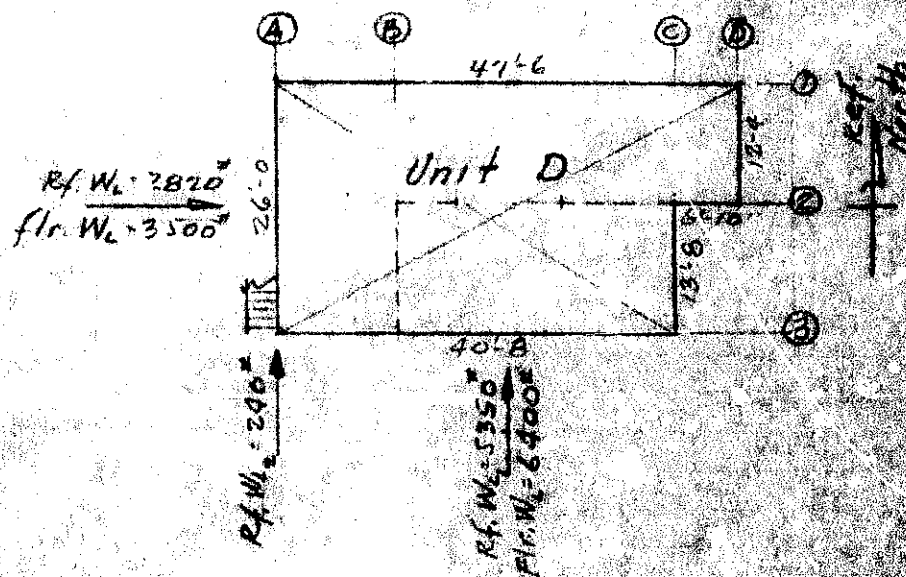 A B C D
47'-6
1
Ref. North
12-4
Rf. WL = 2820#
flr. WL = 3500#
26'-0
Unit D
2
6'-10"
13'-8
3
40'-8
Rf. WL2 = 240#
Rf. WL = 5350#
Flr. WL = 6400#